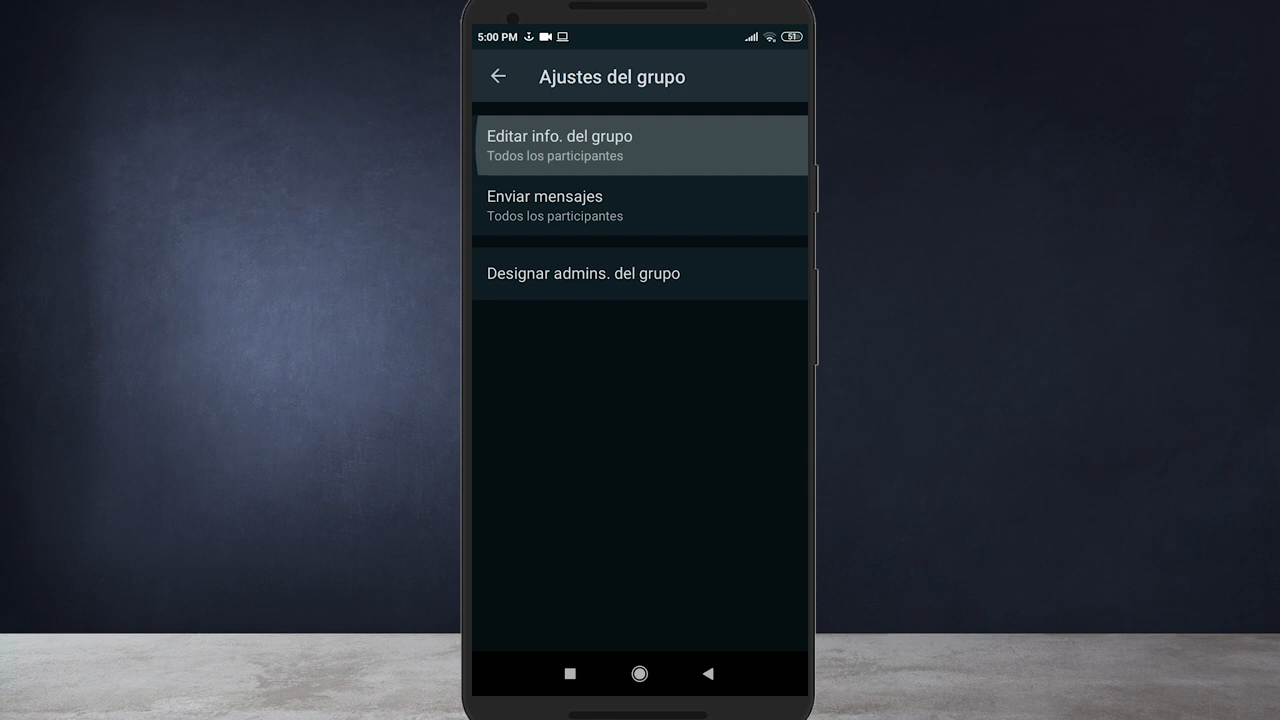 5:00 PM 51
Ajustes del grupo
Editar info. del grupo
Todos los participantes
Enviar mensajes
Todos los participantes
Designar admins. del grupo